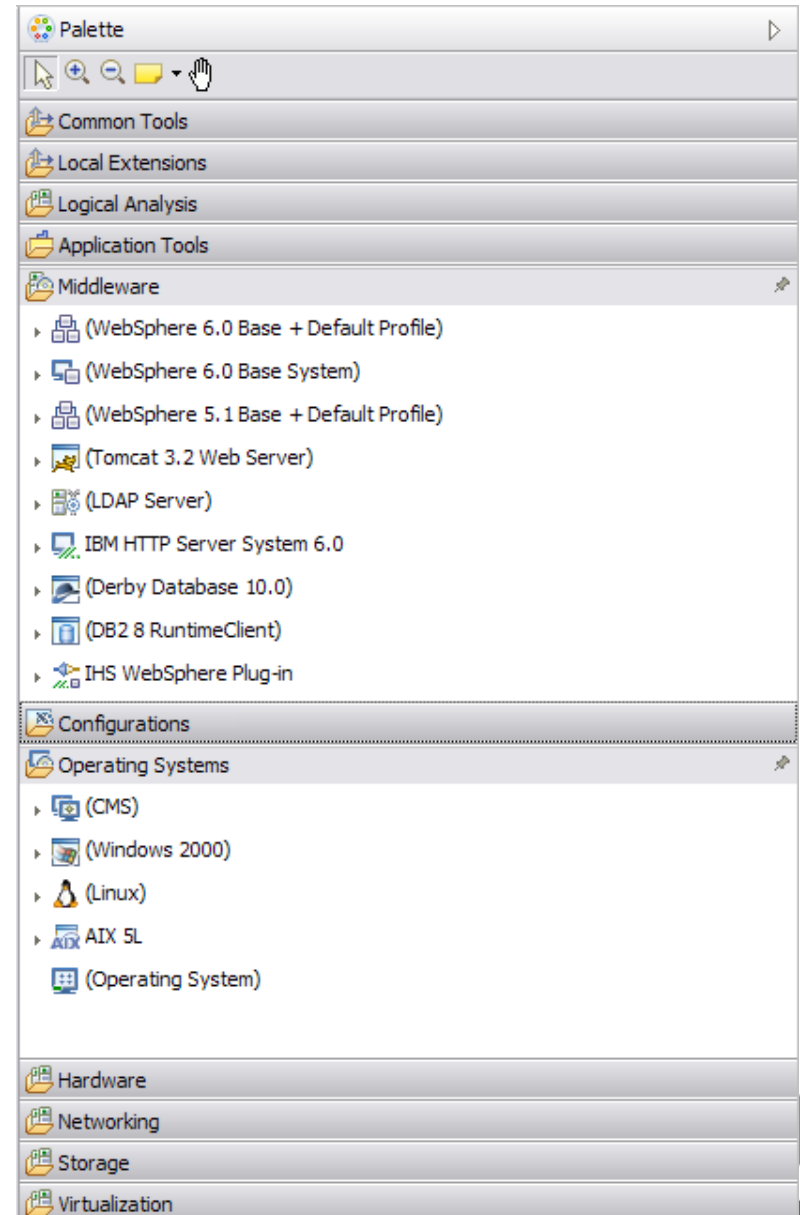 Palette
Common Tools
Local Extensions
Logical Analysis
Application Tools
Middleware
(WebSphere 6.0 Base + Default Profile)
(WebSphere 6.0 Base System)
(WebSphere 5.1 Base + Default Profile)
(Tomcat 3.2 Web Server)
(LDAP Server)
IBM HTTP Server System 6.0
(Derby Database 10.0)
(DB2 8 RuntimeClient)
IHS WebSphere Plug-in
Configurations
Operating Systems
(CMS)
(Windows 2000)
(Linux)
AIX AIX 5L
(Operating System)
Hardware
Networking
Storage
Virtualization